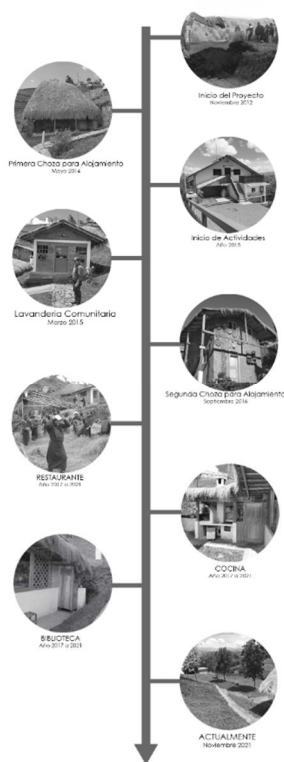 Inicio del Proyecto
Noviembre 2012
Primera Choza para Alojamiento
Mayo 2014
Inicio de Actividades
Año 2015
Lavandería Comunitaria
Marzo 2015
Segunda Choza para Alojamiento
Septiembre 2016
RESTAURANTE
Año 2017 a 2021
COCINA
Año 2017 a 2021
BIBLIOTECA
Año 2017 a 2021
ACTUALMENTE
Noviembre 2021